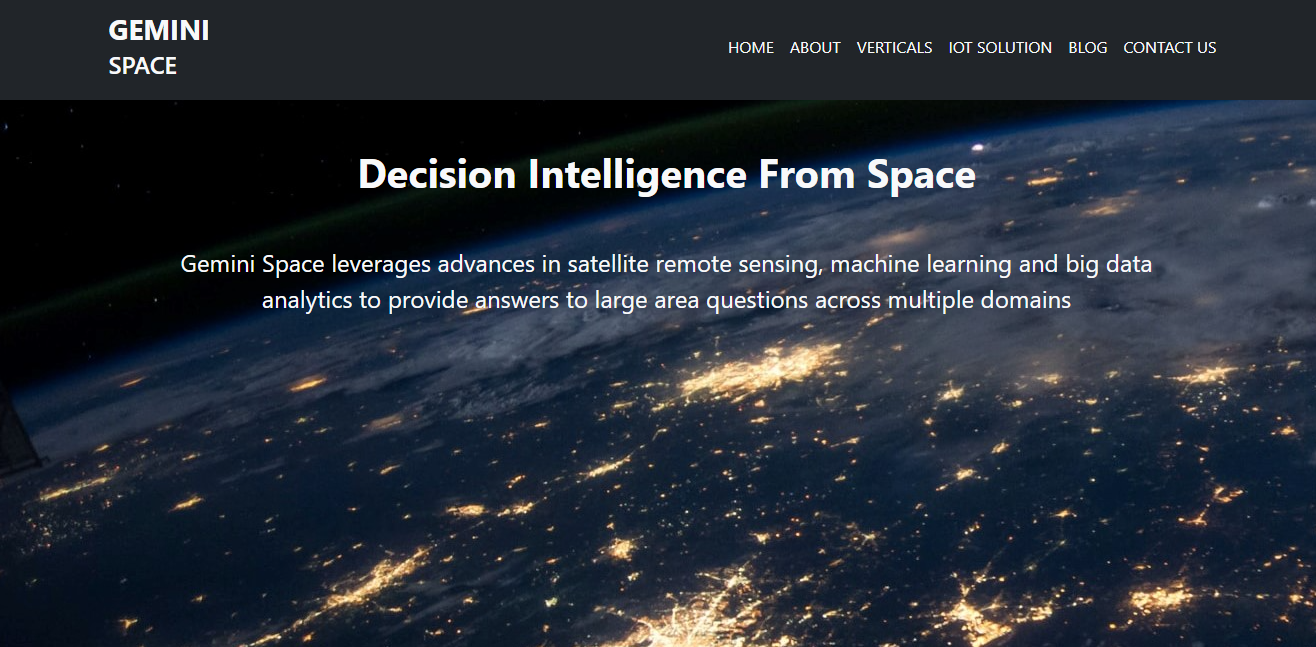 GEMINI
SPACE
HOME ABOUT VERTICALS IOT SOLUTION BLOG CONTACT US
Decision Intelligence From Space
Gemini Space leverages advances in satellite remote sensing, machine learning and big data
analytics to provide answers to large area questions across multiple domains